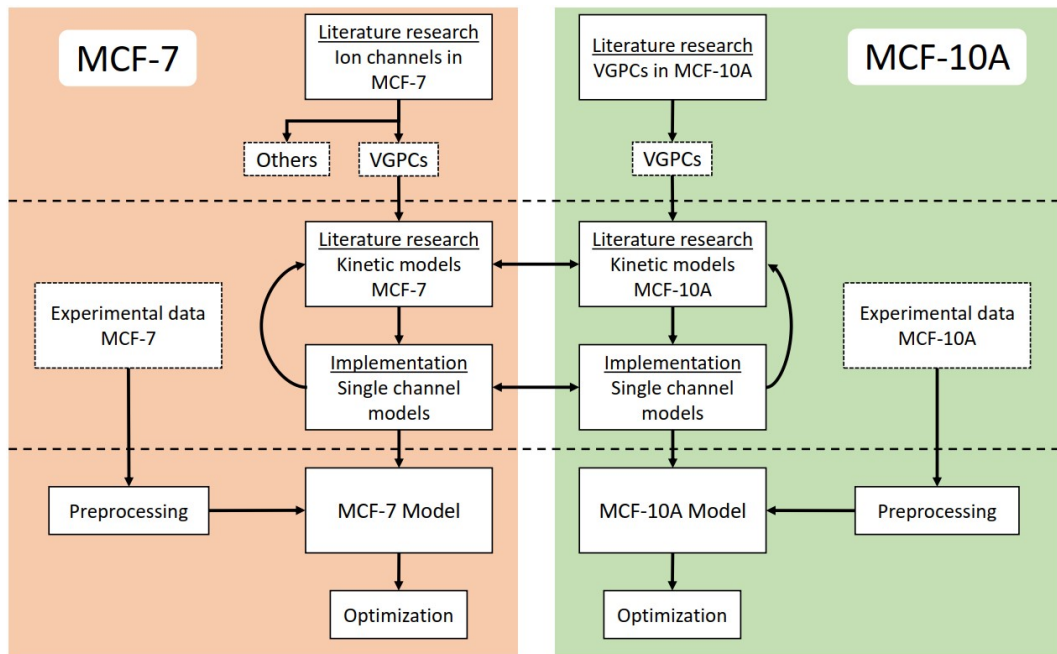 MCF-7
Literature research
Ion channels in
MCF-7
Others
VGPCs
Literature research
Kinetic models
MCF-7
Experimental data
MCF-7
Implementation
Single channel
models
Preprocessing
MCF-7 Model
Optimization
MCF-10A
Literature research
VGPCs in MCF-10A
VGPCs
Literature research
Kinetic models
MCF-10A
Experimental data
MCF-10A
Implementation
Single channel
models
MCF-10A Model
Preprocessing
Optimization